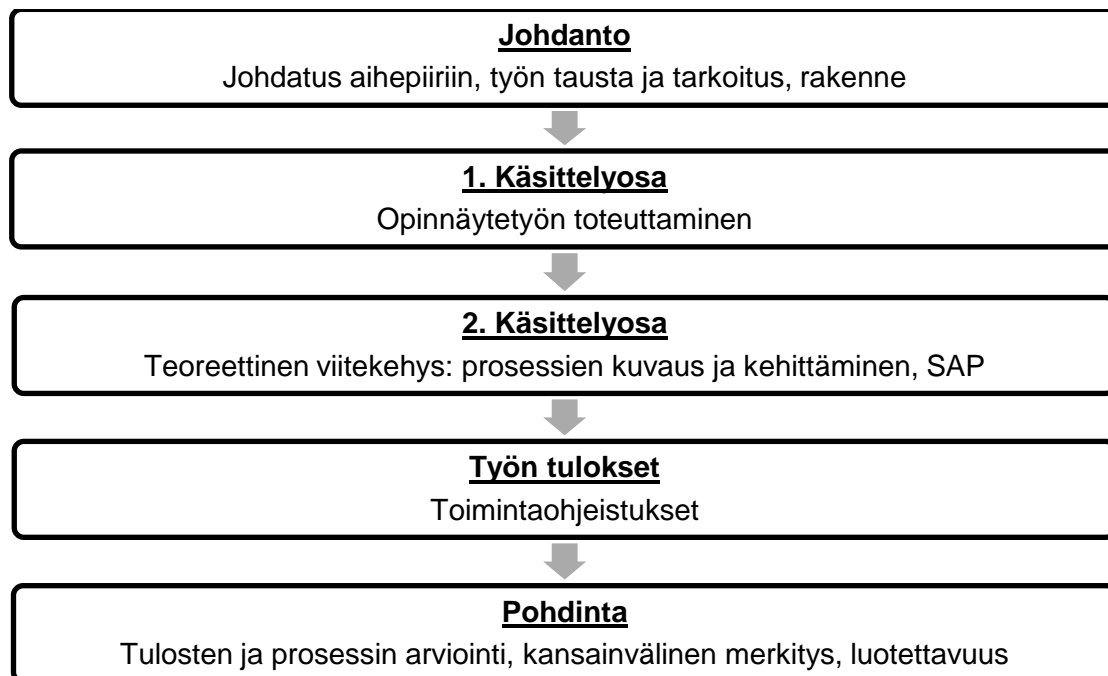 Johdanto
Johdatus aihepiiriin, työn tausta ja tarkoitus, rakenne
1. Käsittelyosa
Opinnäytetyön toteuttaminen
2. Käsittelyosa
Teoreettinen viitekehys: prosessien kuvaus ja kehittäminen, SAP
Työn tulokset
Toimintaohjeistukset
Pohdinta
Tulosten ja prosessin arviointi, kansainvälinen merkitys, luotettavuus